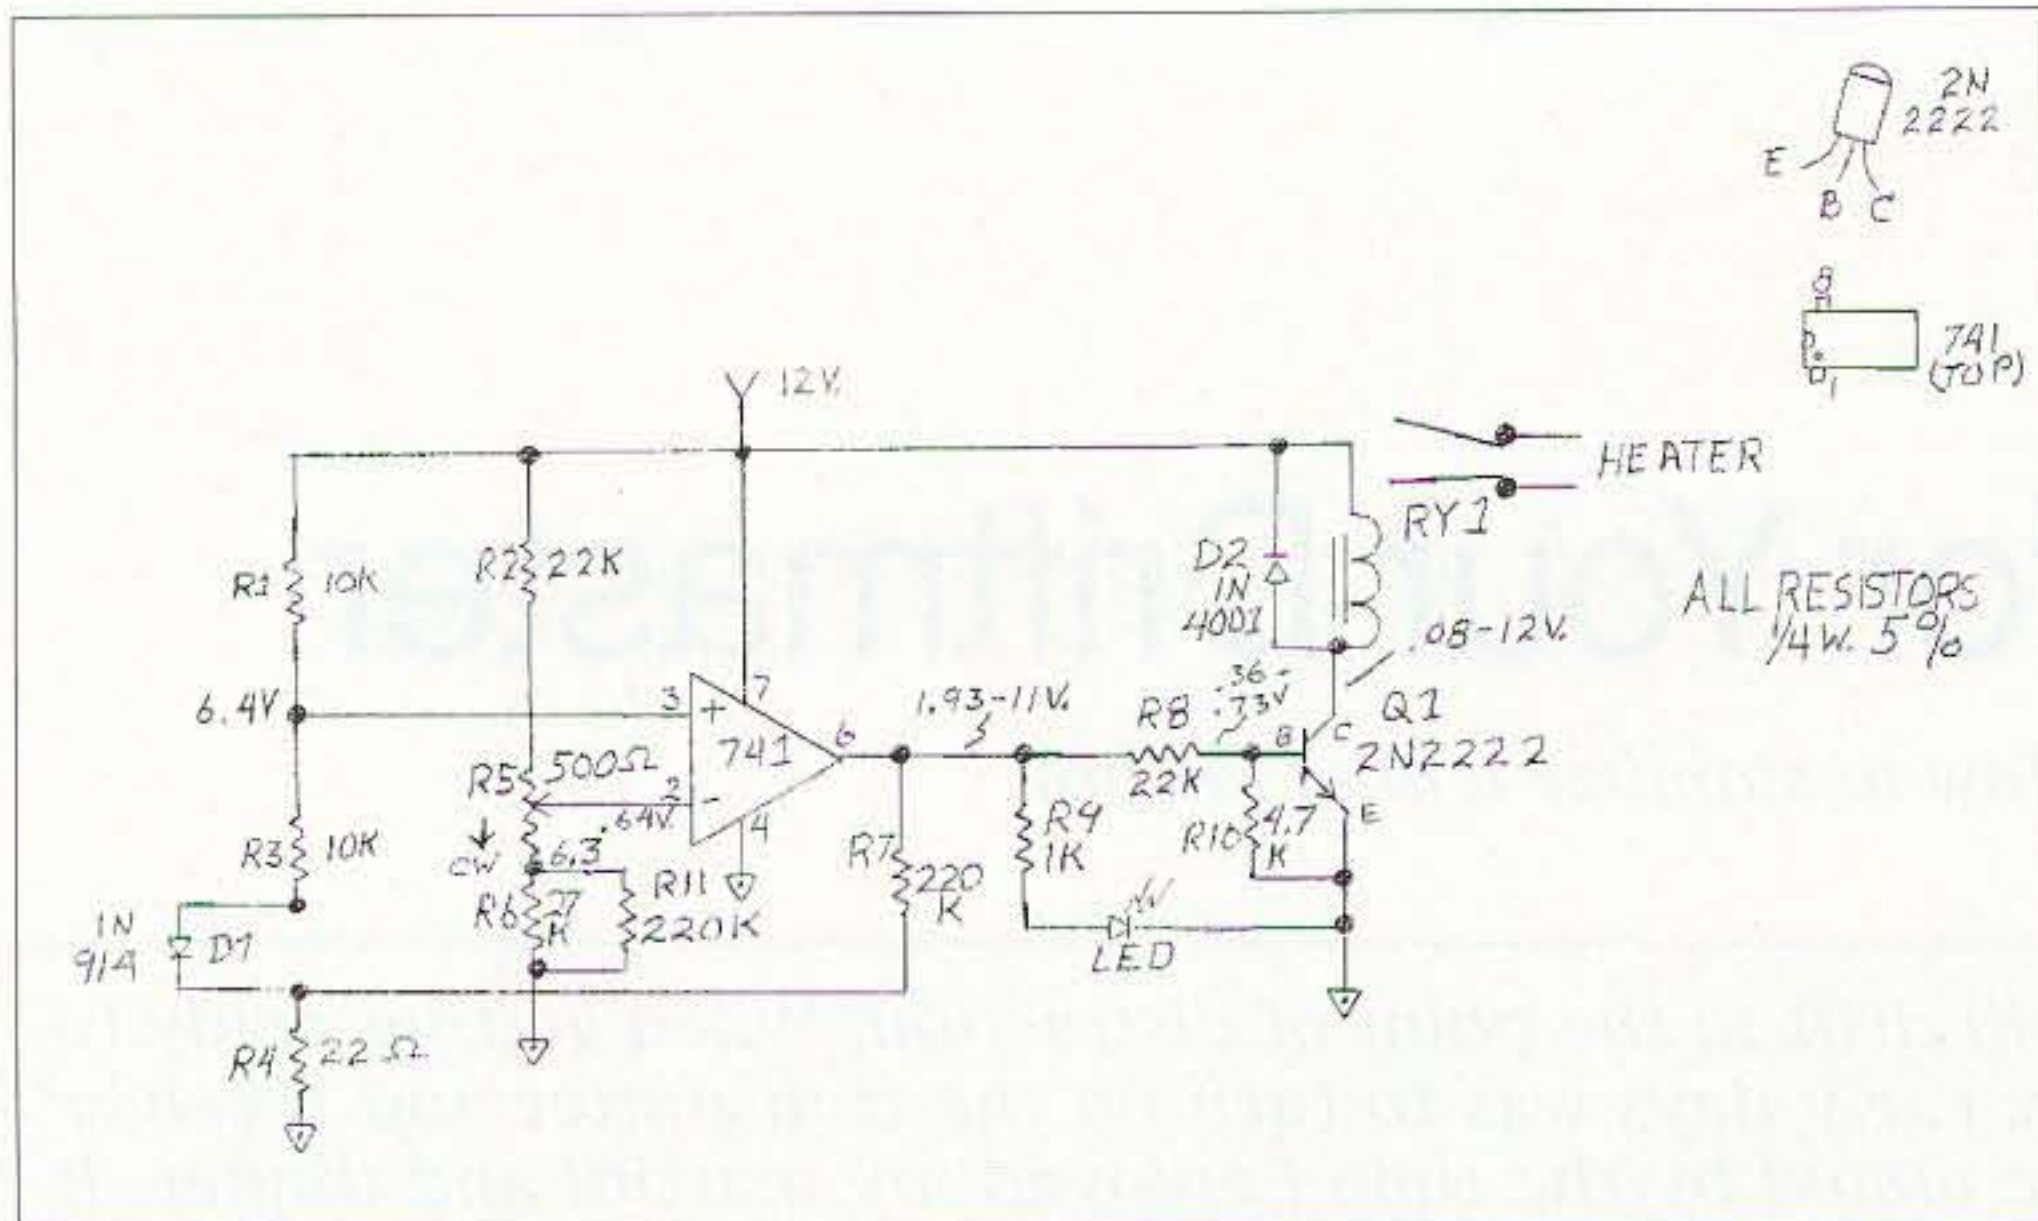 2N
2222
E
B C
8
741
(TOP)
1
12V.
HEATER
RY1
R1 10K
R2 22K
D2
1N
4001
ALL RESISTORS
1/4 W. 5%
.08-12V.
6.4V
3
7
+
741
6
1.93-11V.
R8
22K
.36-
.73V
B
C
Q1
2N2222
E
R5 500Ω
2
-
.64V.
4
CW
6.3
R3 10K
R6
R11
220K
R7
220
K
R9
1K
R10
4.7
K
1N
914
D1
LED
R4 22Ω